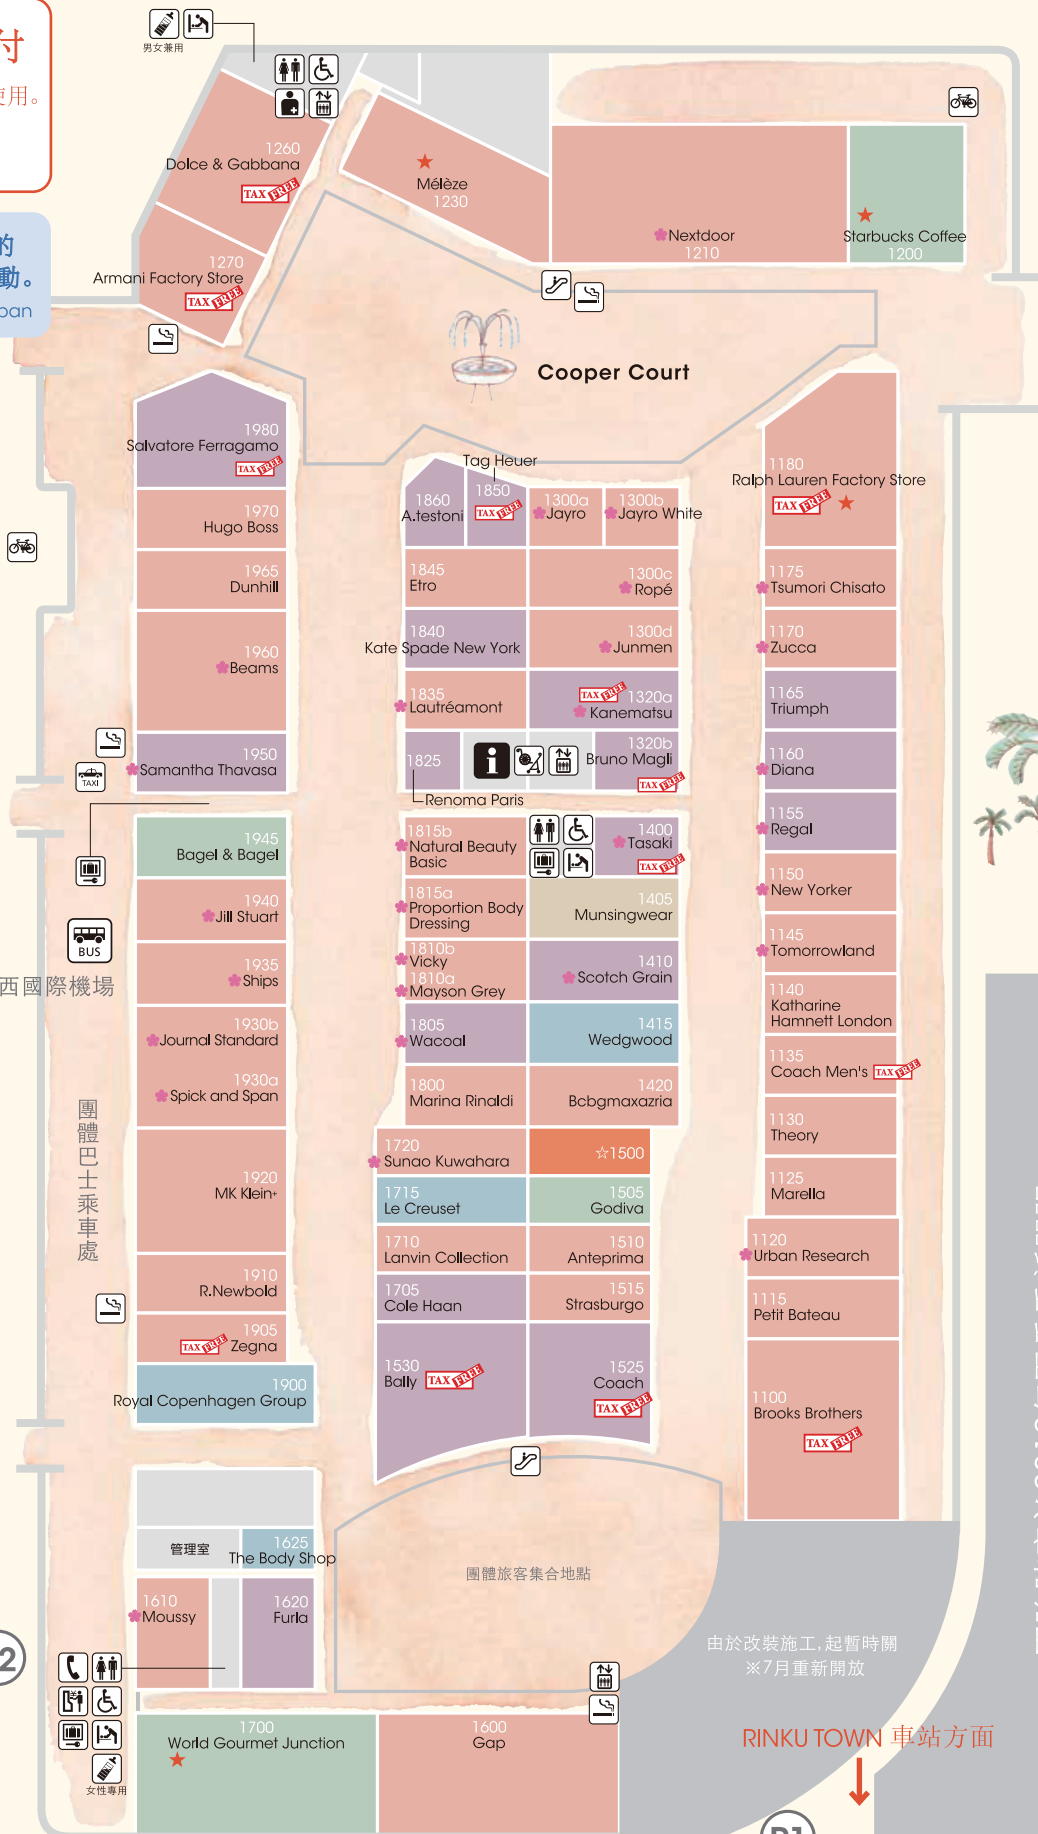 付
使用。
的
動。
pan
男女兼用
1260
Dolce & Gabbana
TAX FREE
1270
Armani Factory Store
TAX FREE
Mélèze
1230
Nextdoor
1210
Starbucks Coffee
1200
Cooper Court
1980
Salvatore Ferragamo
TAX FREE
1970
Hugo Boss
1965
Dunhill
1960
Beams
1950
Samantha Thavasa
TAXI
1945
Bagel & Bagel
1940
Jill Stuart
BUS
西國際機場
1935
Ships
1930b
Journal Standard
1930a
Spick and Span
團體巴士乘車處
1920
MK Klein+
1910
R.Newbold
1905
TAX FREE Zegna
1900
Royal Copenhagen Group
管理室
1625
The Body Shop
1610
Moussy
1620
Furla
女性專用
1700
World Gourmet Junction
1600
Gap
Tag Heuer
1860
A.testoni
1850
TAX FREE
1300a
Jayro
1300b
Jayro White
1845
Etro
1300c
Ropé
1840
Kate Spade New York
1300d
Junmen
1835
Lautréamont
TAX FREE 1320a
Kanematsu
1825
Renoma Paris
1320b
Bruno Magli
TAX FREE
1815b
Natural Beauty
Basic
1400
Tasaki
TAX FREE
1815a
Proportion Body
Dressing
1405
Munsingwear
1810b
Vicky
1810a
Mayson Grey
1410
Scotch Grain
1805
Wacoal
1415
Wedgwood
1800
Marina Rinaldi
1420
Bcbgmaxazria
1720
Sunao Kuwahara
☆1500
1715
Le Creuset
1505
Godiva
1710
Lanvin Collection
1510
Anteprima
1705
Cole Haan
1515
Strasburgo
1530
Bally TAX FREE
1525
Coach
TAX FREE
團體旅客集合地點
1180
Ralph Lauren Factory Store
TAX FREE
1175
Tsumori Chisato
1170
Zucca
1165
Triumph
1160
Diana
1155
Regal
1150
New Yorker
1145
Tomorrowland
1140
Katharine
Hamnett London
1135
Coach Men's TAX FREE
1130
Theory
1125
Marella
1120
Urban Research
1115
Petit Bateau
1100
Brooks Brothers
TAX FREE
由於改裝施工,起暫時關
※7月重新開放
RINKU TOWN 車站方面
2